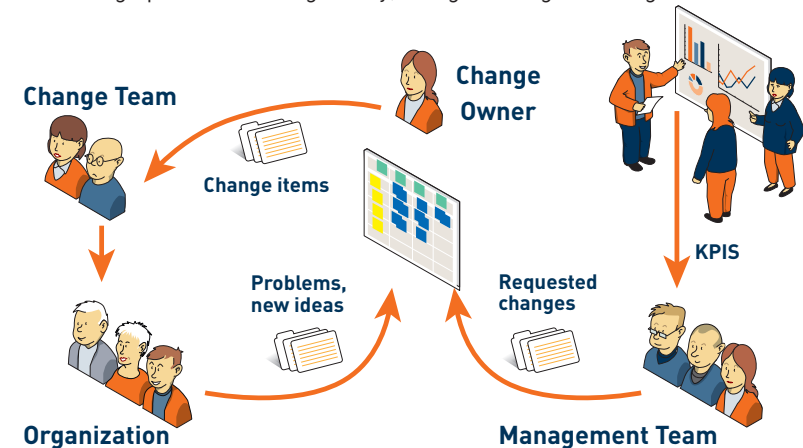 Change
Owner
Change Team
Change items
KPIS
Problems,
new ideas
Requested
changes
Organization
Management Team